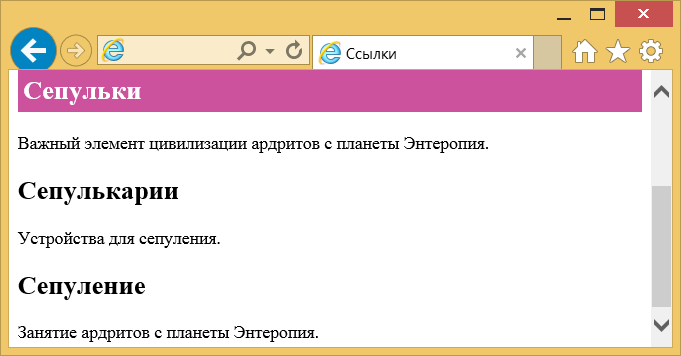 Ссылки
Сепульки
Важный элемент цивилизации ардритов с планеты Энтеропия.
Сепулькарии
Устройства для сепуления.
Сепуление
Занятие ардритов с планеты Энтеропия.